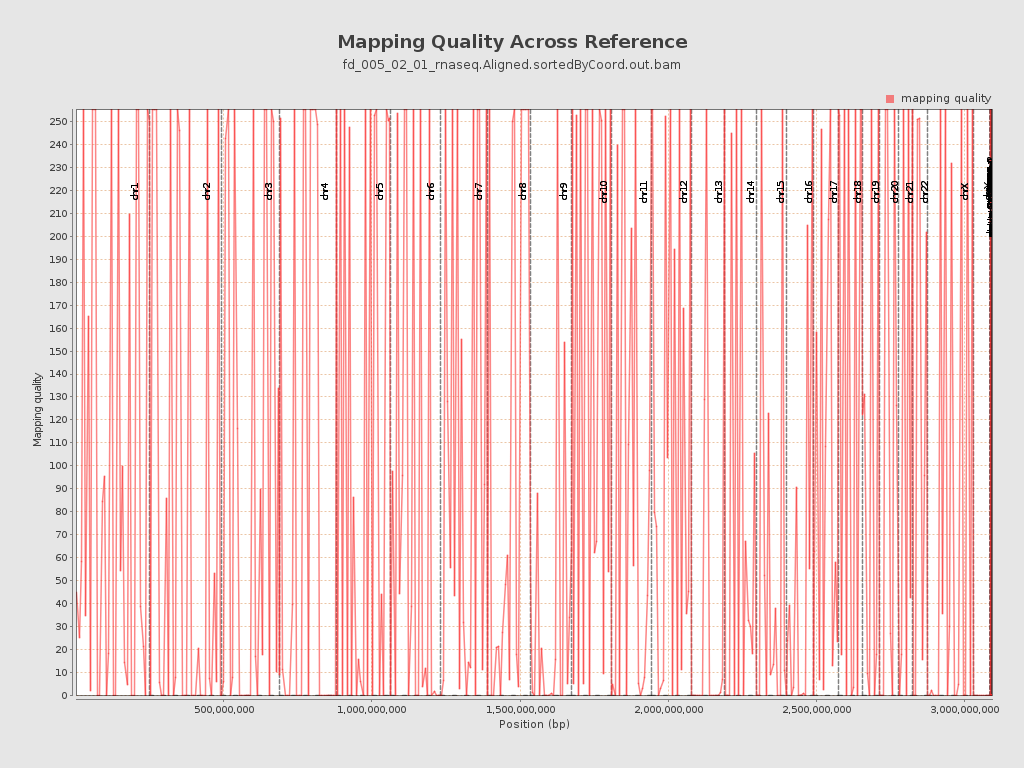 Mapping Quality Across Reference
fd_005_02_01_rnaseq.Aligned.sortedByCoord.out.bam
mapping quality
250
240
230
220
210
200
190
180
170
160
150
140
130
120
110
100
90
80
70
60
50
40
30
20
10
0
Mapping quality
chr1
chr2
chr3
chr4
chr5
chr6
chr7
chr8
chr9
chr10
chr11
chr12
chr13
chr14
chr15
chr16
chr17
chr18
chr19
chr20
chr21
chr22
chrX
500,000,000
1,000,000,000
1,500,000,000
2,000,000,000
2,500,000,000
3,000,000,000
Position (bp)